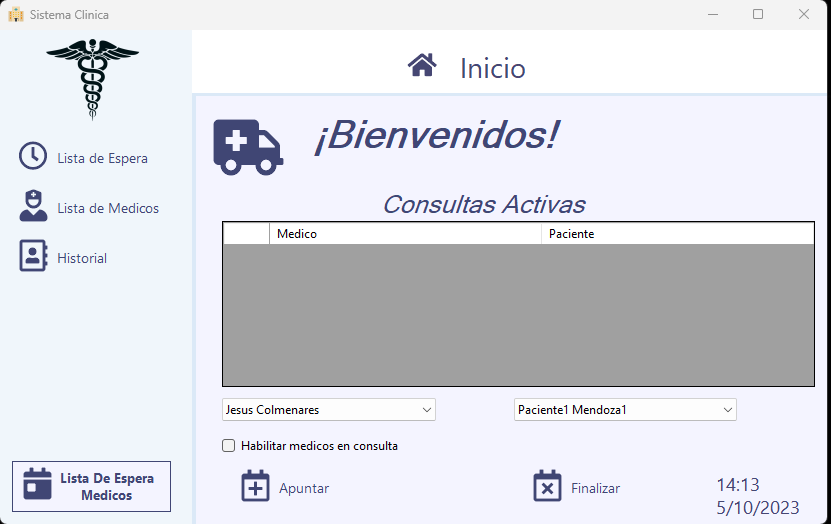 Sistema Clinica
Inicio
Lista de Espera
Lista de Medicos
Historial
Lista De Espera
Medicos
¡Bienvenidos!
Consultas Activas
Medico Paciente
Jesus Colmenares Paciente1 Mendoza1
Habilitar medicos en consulta
Apuntar Finalizar
14:13
5/10/2023